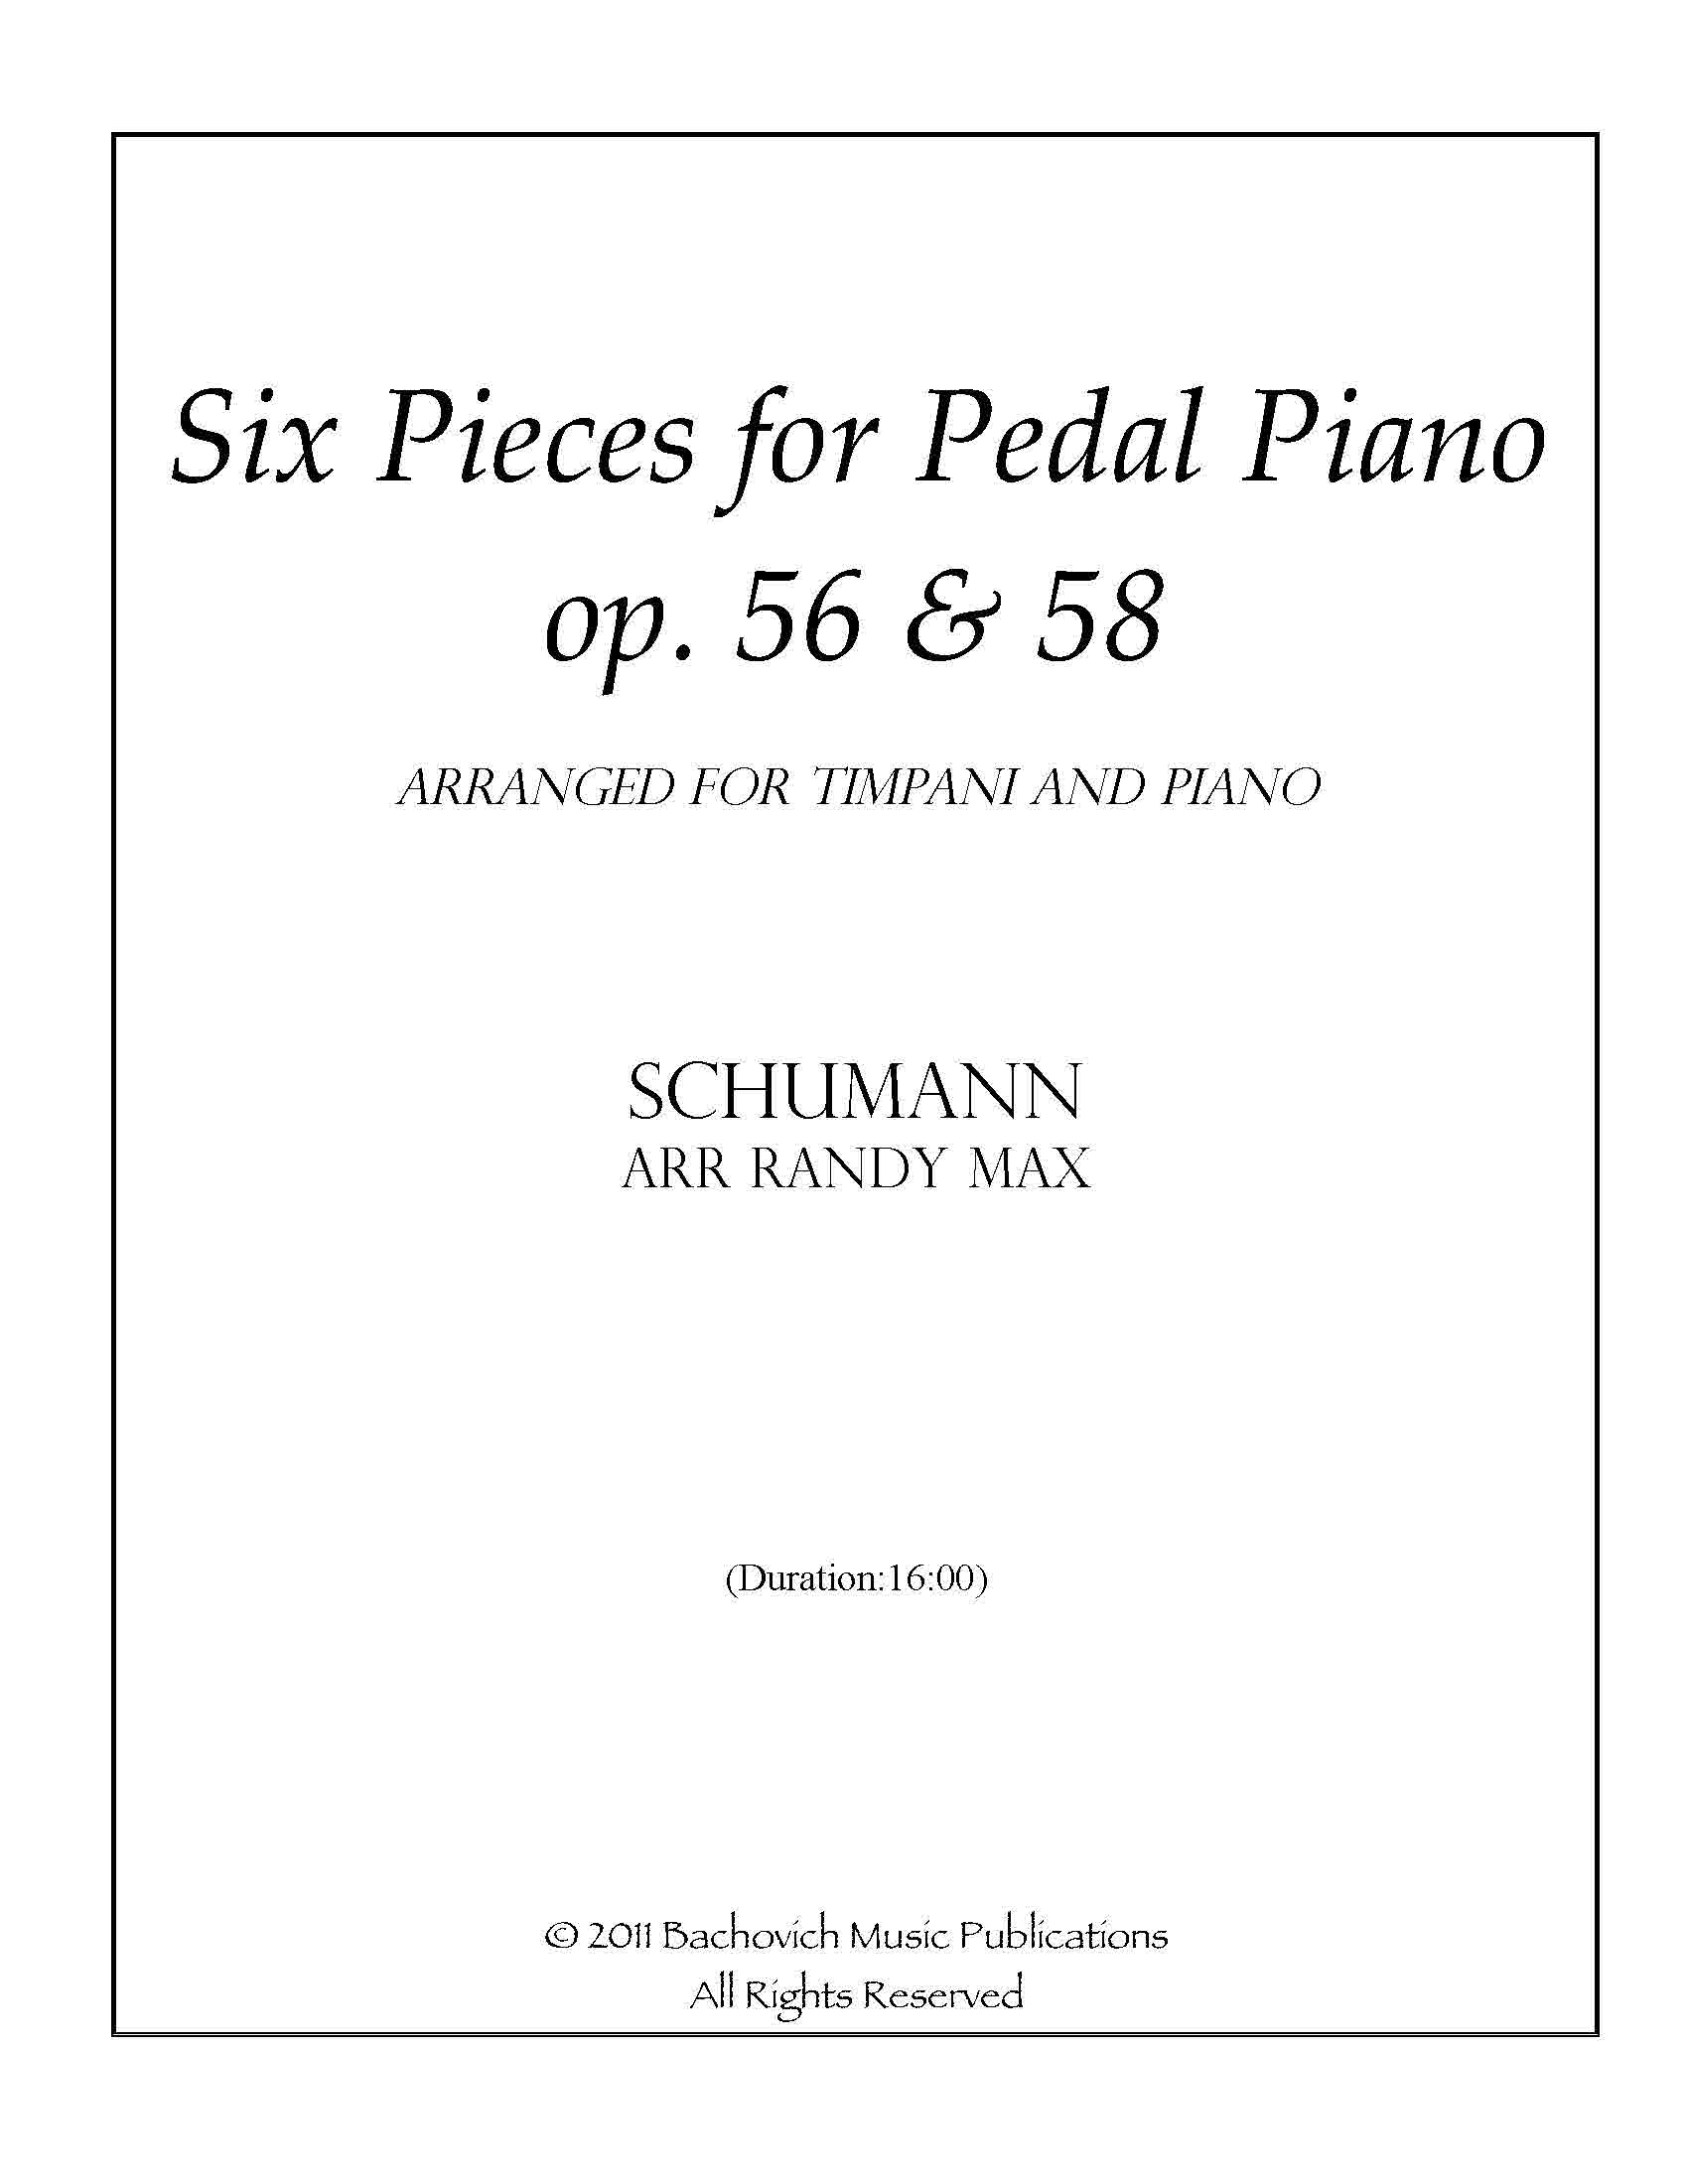 Six Pieces for Pedal Piano
op. 56 & 58
ARRANGED FOR TIMPANI AND PIANO
SCHUMANN
ARR RANDY MAX
(Duration:16:00)
© 2011 Bachovich Music Publications
All Rights Reserved